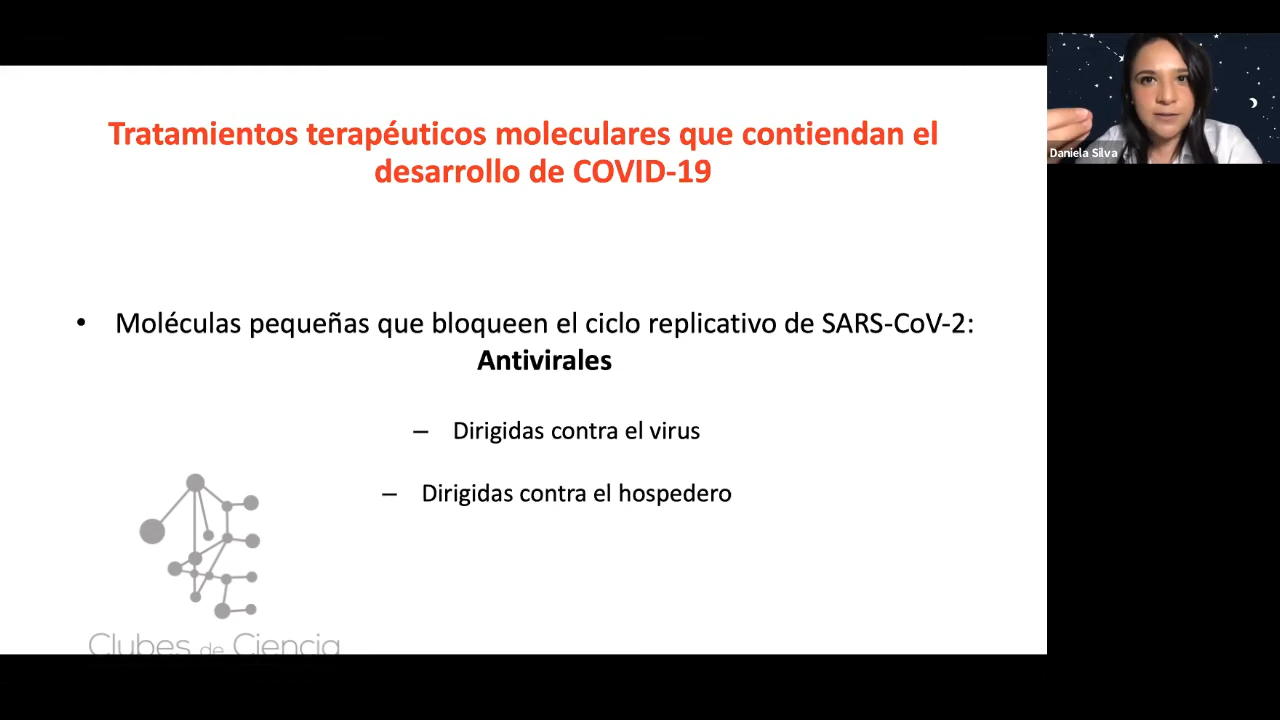 Tratamientos terapéuticos moleculares que contiendan el
desarrollo de COVID-19
Daniela Silva
• Moléculas pequeñas que bloqueen el ciclo replicativo de SARS-CoV-2:
Antivirales
– Dirigidas contra el virus
– Dirigidas contra el hospedero
Clubes de Ciencia